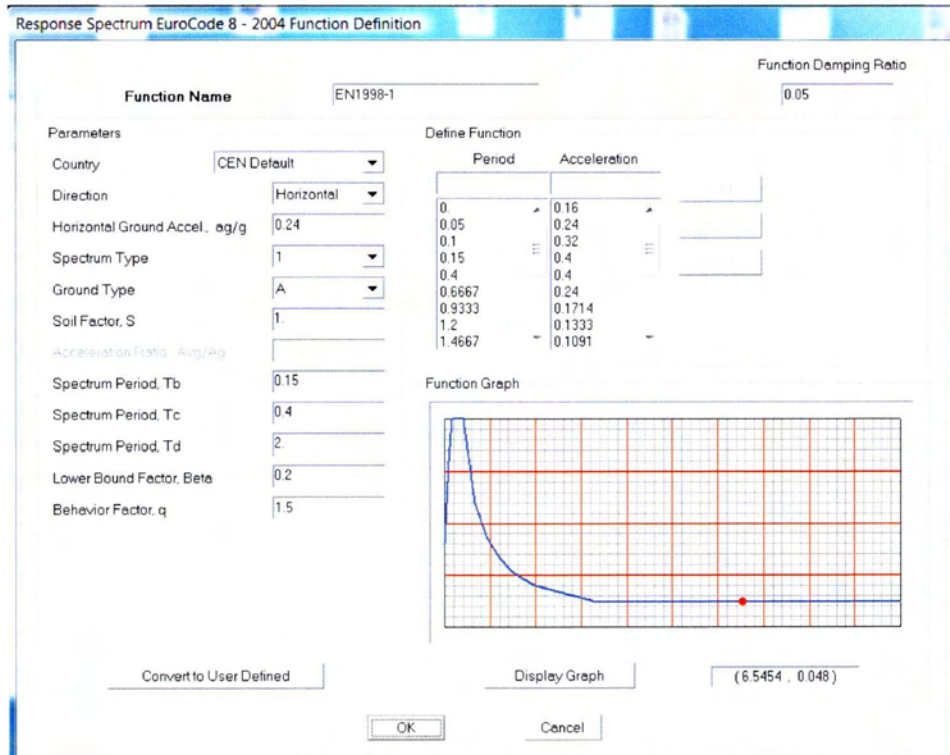 Response Spectrum EuroCode 8 - 2004 Function Definition
Function Damping Ratio
Function Name EN1998-1 0.05
Parameters
Country CEN Default
Direction Horizontal
Horizontal Ground Accel., ag/g 0.24
Spectrum Type 1
Ground Type A
Soil Factor, S 1.
Acceleration Ratio, Avg/Ag
Spectrum Period, Tb 0.15
Spectrum Period, Tc 0.4
Spectrum Period, Td 2.
Lower Bound Factor, Beta 0.2
Behavior Factor, q 1.5
Define Function
Period Acceleration
0. 0.16
0.05 0.24
0.1 0.32
0.15 0.4
0.4 0.4
0.6667 0.24
0.9333 0.1714
1.2 0.1333
1.4667 0.1091
Function Graph
Convert to User Defined
Display Graph
(6.5454 , 0.048)
OK
Cancel